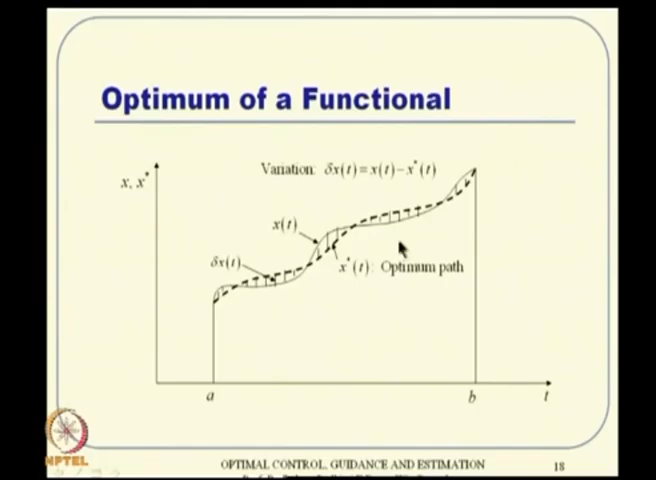 Optimum of a Functional
Variation: δx(t) = x(t) − x*(t)
x, x*
x(t)
δx(t)
x*(t): Optimum path
a
b
t
NPTEL
OPTIMAL CONTROL, GUIDANCE AND ESTIMATION
18